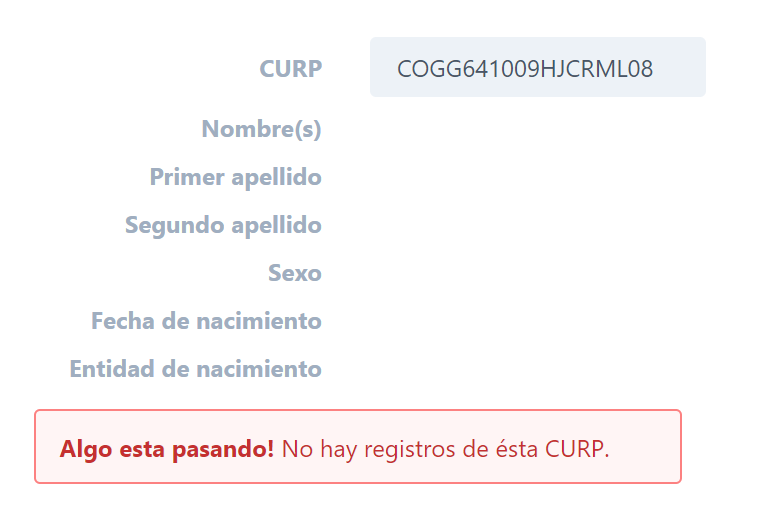 CURP COGG641009HJCRML08
Nombre(s)
Primer apellido
Segundo apellido
Sexo
Fecha de nacimiento
Entidad de nacimiento
Algo esta pasando! No hay registros de ésta CURP.